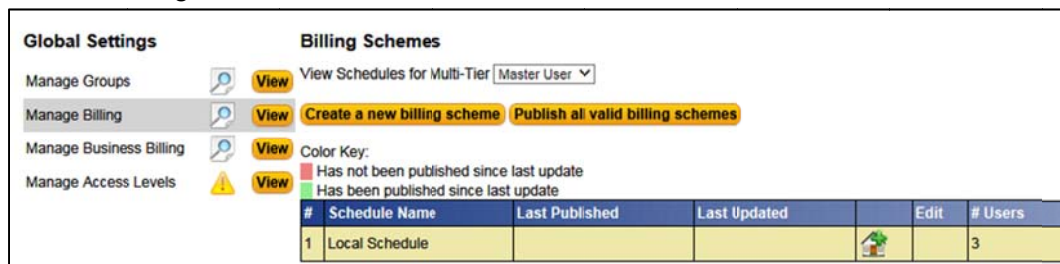 Global Settings
Manage Groups View
Manage Billing View
Manage Business Billing View
Manage Access Levels View
Billing Schemes
View Schedules for Multi-Tier Master User
Create a new billing scheme Publish all valid billing schemes
Color Key:
Has not been published since last update
Has been published since last update
# Schedule Name Last Published Last Updated Edit # Users
1 Local Schedule 3